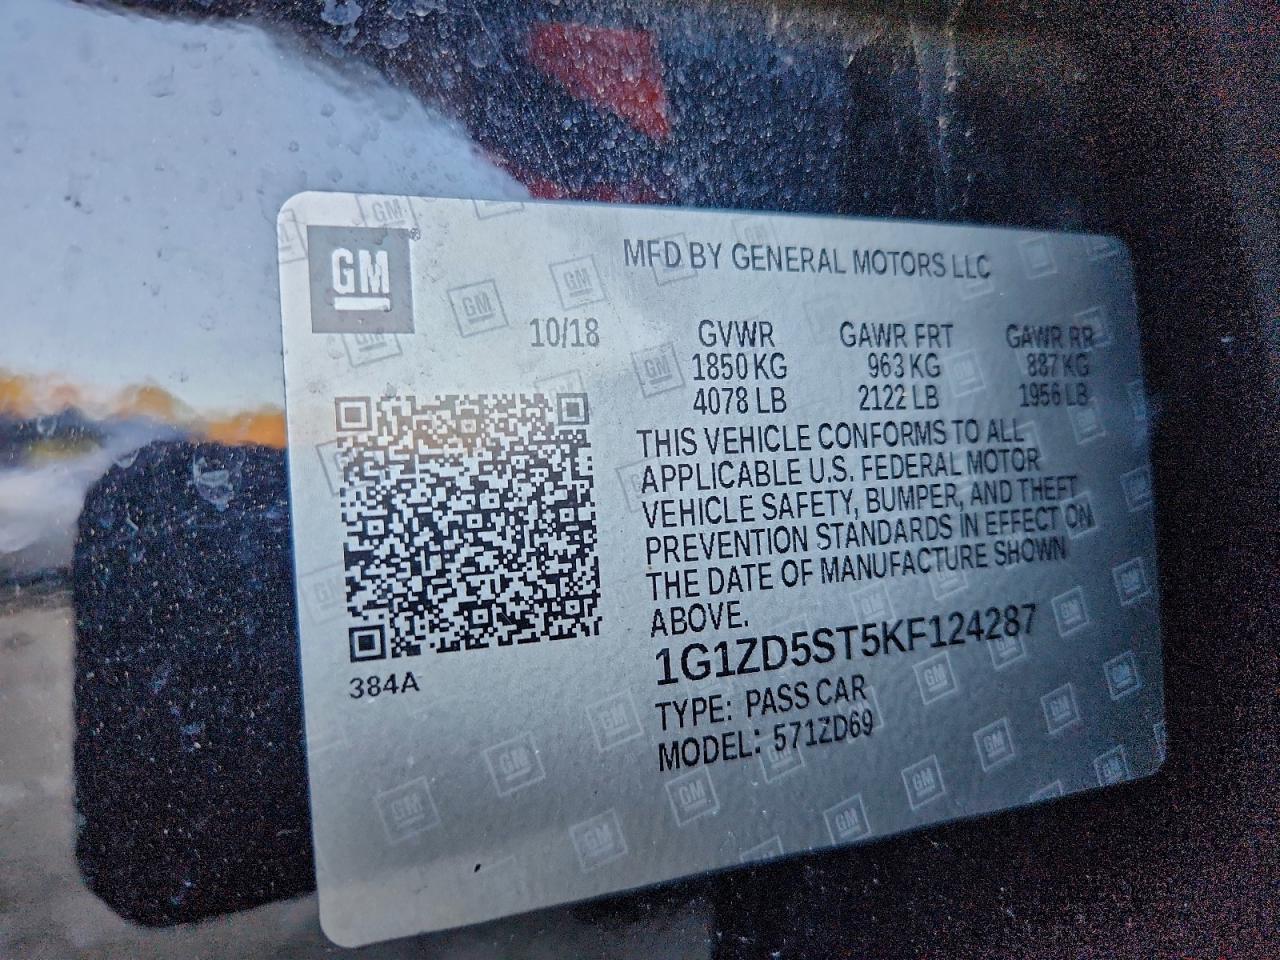 GM
MFD BY GENERAL MOTORS LLC
10/18 GVWR GAWR FRT GAWR RR
1850 KG 963 KG 887 KG
4078 LB 2122 LB 1956 LB
THIS VEHICLE CONFORMS TO ALL
APPLICABLE U.S. FEDERAL MOTOR
VEHICLE SAFETY, BUMPER, AND THEFT
PREVENTION STANDARDS IN EFFECT ON
THE DATE OF MANUFACTURE SHOWN
ABOVE.
1G1ZD5ST5KF124287
TYPE: PASS CAR
MODEL: 571ZD69
384A